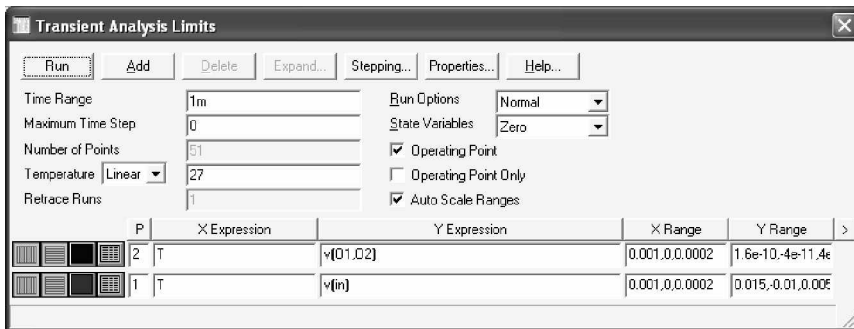 Transient Analysis Limits
Run Add Delete Expand... Stepping... Properties... Help...
Time Range 1m Run Options Normal
Maximum Time Step 0 State Variables Zero
Number of Points 51 Operating Point
Temperature Linear 27 Operating Point Only
Retrace Runs 1 Auto Scale Ranges
P X Expression Y Expression X Range Y Range >
2 T v(O1,O2) 0.001,0,0.0002 1.6e-10,-4e-11,4e
1 T v(in) 0.001,0,0.0002 0.015,-0.01,0.005